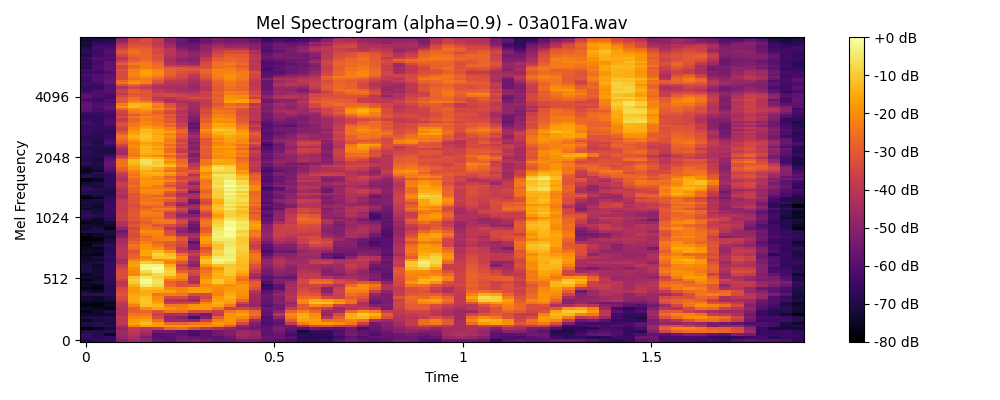 Mel Spectrogram (alpha=0.9) - 03a01Fa.wav
Mel Frequency
4096
2048
1024
512
0
0
0.5
1
1.5
Time
+0 dB
-10 dB
-20 dB
-30 dB
-40 dB
-50 dB
-60 dB
-70 dB
-80 dB